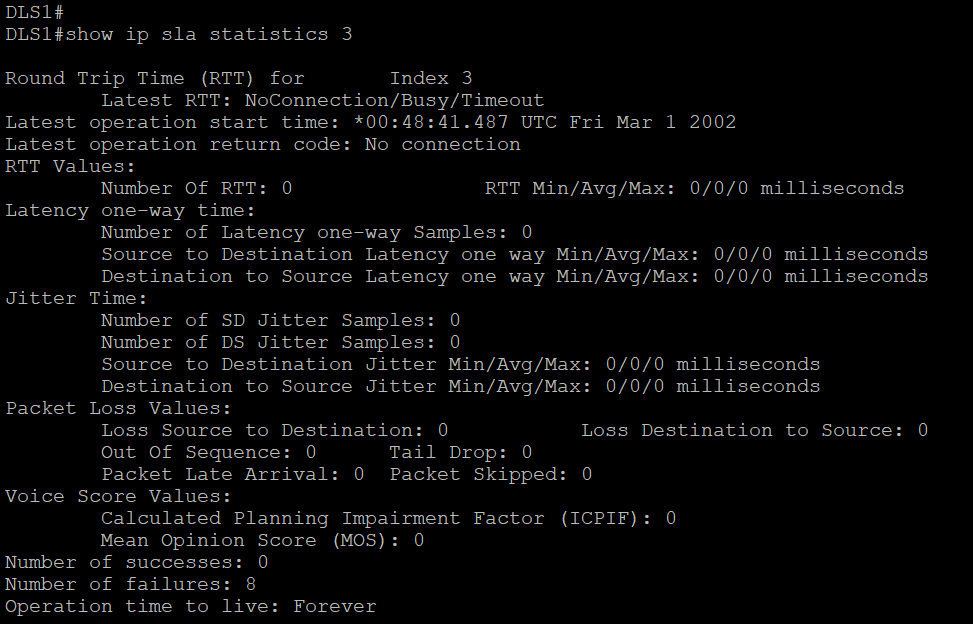 DLS1#
DLS1#show ip sla statistics 3
Round Trip Time (RTT) for       Index 3
        Latest RTT: NoConnection/Busy/Timeout
Latest operation start time: *00:48:41.487 UTC Fri Mar 1 2002
Latest operation return code: No connection
RTT Values:
        Number Of RTT: 0                RTT Min/Avg/Max: 0/0/0 milliseconds
Latency one-way time:
        Number of Latency one-way Samples: 0
        Source to Destination Latency one way Min/Avg/Max: 0/0/0 milliseconds
        Destination to Source Latency one way Min/Avg/Max: 0/0/0 milliseconds
Jitter Time:
        Number of SD Jitter Samples: 0
        Number of DS Jitter Samples: 0
        Source to Destination Jitter Min/Avg/Max: 0/0/0 milliseconds
        Destination to Source Jitter Min/Avg/Max: 0/0/0 milliseconds
Packet Loss Values:
        Loss Source to Destination: 0           Loss Destination to Source: 0
        Out Of Sequence: 0      Tail Drop: 0
        Packet Late Arrival: 0  Packet Skipped: 0
Voice Score Values:
        Calculated Planning Impairment Factor (ICPIF): 0
        Mean Opinion Score (MOS): 0
Number of successes: 0
Number of failures: 8
Operation time to live: Forever